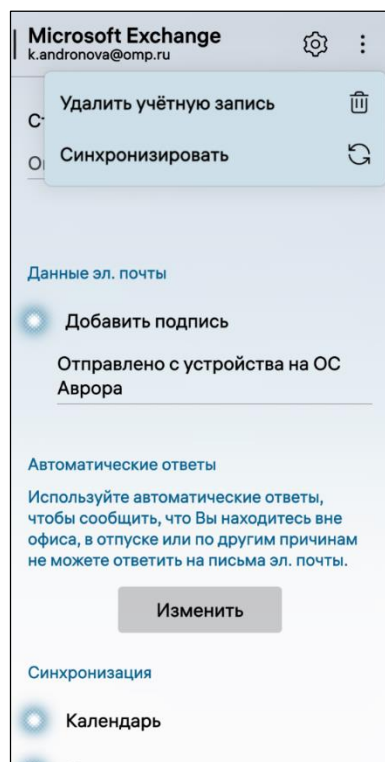 Microsoft Exchange
k.andronova@omp.ru
Удалить учётную запись
Синхронизировать
Данные эл. почты
Добавить подпись
Отправлено с устройства на ОС
Аврора
Автоматические ответы
Используйте автоматические ответы,
чтобы сообщить, что Вы находитесь вне
офиса, в отпуске или по другим причинам
не можете ответить на письма эл. почты.
Изменить
Синхронизация
Календарь